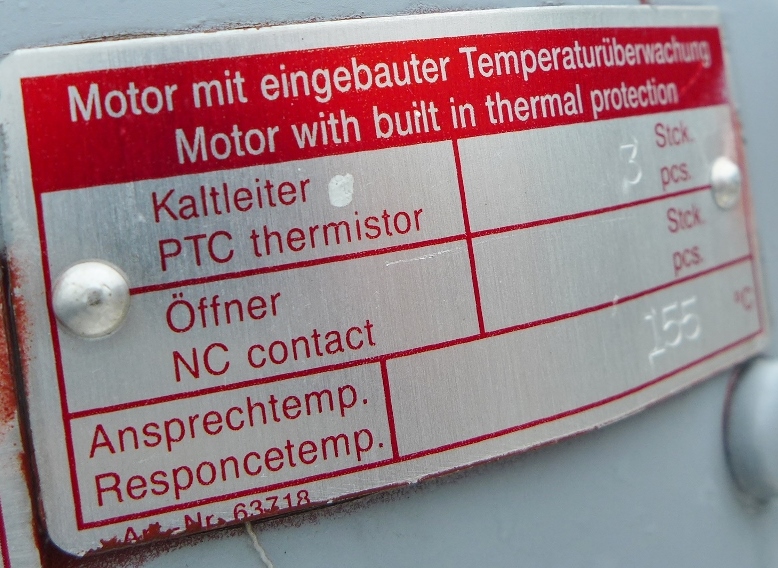 Motor mit eingebauter Temperaturüberwachung
Motor with built in thermal protection
Kaltleiter
PTC thermistor
3 Stck.
pcs.
Öffner
NC contact
Stck.
pcs.
Ansprechtemp.
Responcetemp.
155 °C
Art-Nr. 63718